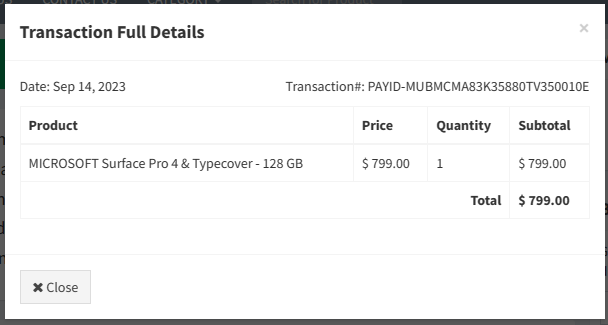 Transaction Full Details ×
Date: Sep 14, 2023 Transaction#: PAYID-MUBMCMA83K35880TV350010E
Product Price Quantity Subtotal
MICROSOFT Surface Pro 4 & Typecover - 128 GB $ 799.00 1 $ 799.00
Total $ 799.00
✖ Close